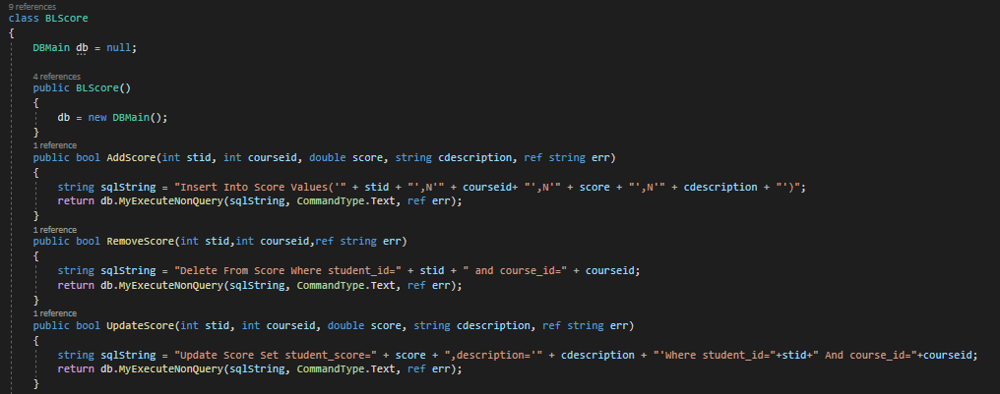 9 references
class BLScore
{
DBMain db = null;
4 references
public BLScore()
{
db = new DBMain();
}
1 reference
public bool AddScore(int stid, int courseid, double score, string cdescription, ref string err)
{
string sqlString = "Insert Into Score Values('" + stid + "',N'" + courseid+ "',N'" + score + "',N'" + cdescription + "')";
return db.MyExecuteNonQuery(sqlString, CommandType.Text, ref err);
}
1 reference
public bool RemoveScore(int stid,int courseid,ref string err)
{
string sqlString = "Delete From Score Where student_id=" + stid + " and course_id=" + courseid;
return db.MyExecuteNonQuery(sqlString, CommandType.Text, ref err);
}
1 reference
public bool UpdateScore(int stid, int courseid, double score, string cdescription, ref string err)
{
string sqlString = "Update Score Set student_score=" + score + ",description='" + cdescription + "'Where student_id="+stid+" And course_id="+courseid;
return db.MyExecuteNonQuery(sqlString, CommandType.Text, ref err);
}